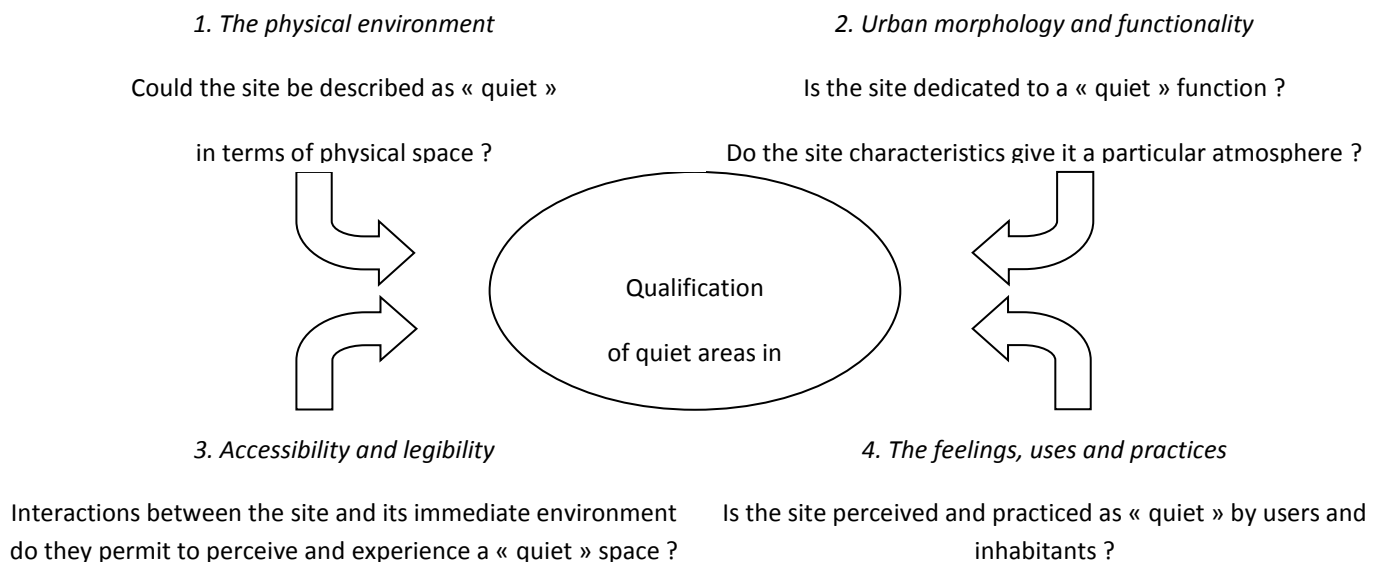 1. The physical environment
Could the site be described as « quiet »
in terms of physical space ?
2. Urban morphology and functionality
Is the site dedicated to a « quiet » function ?
Do the site characteristics give it a particular atmosphere ?
Qualification
of quiet areas in
3. Accessibility and legibility
Interactions between the site and its immediate environment
do they permit to perceive and experience a « quiet » space ?
4. The feelings, uses and practices
Is the site perceived and practiced as « quiet » by users and
inhabitants ?